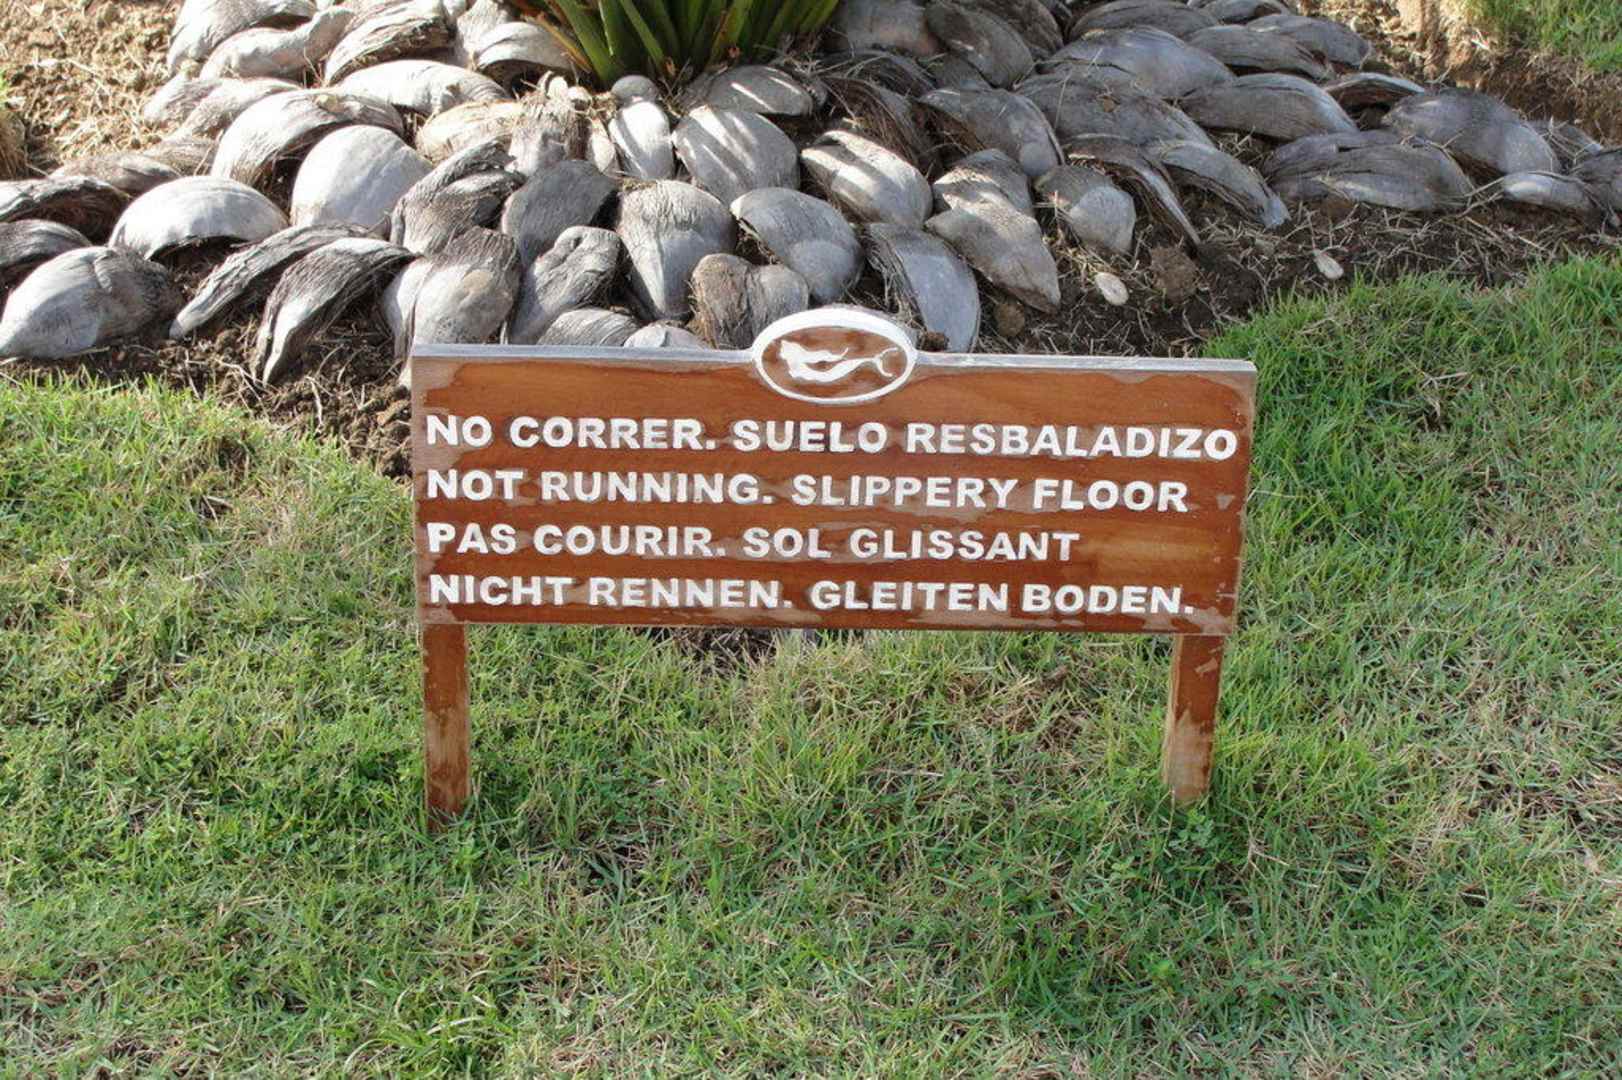 NO CORRER. SUELO RESBALADIZO
NOT RUNNING. SLIPPERY FLOOR
PAS COURIR. SOL GLISSANT
NICHT RENNEN. GLEITEN BODEN.